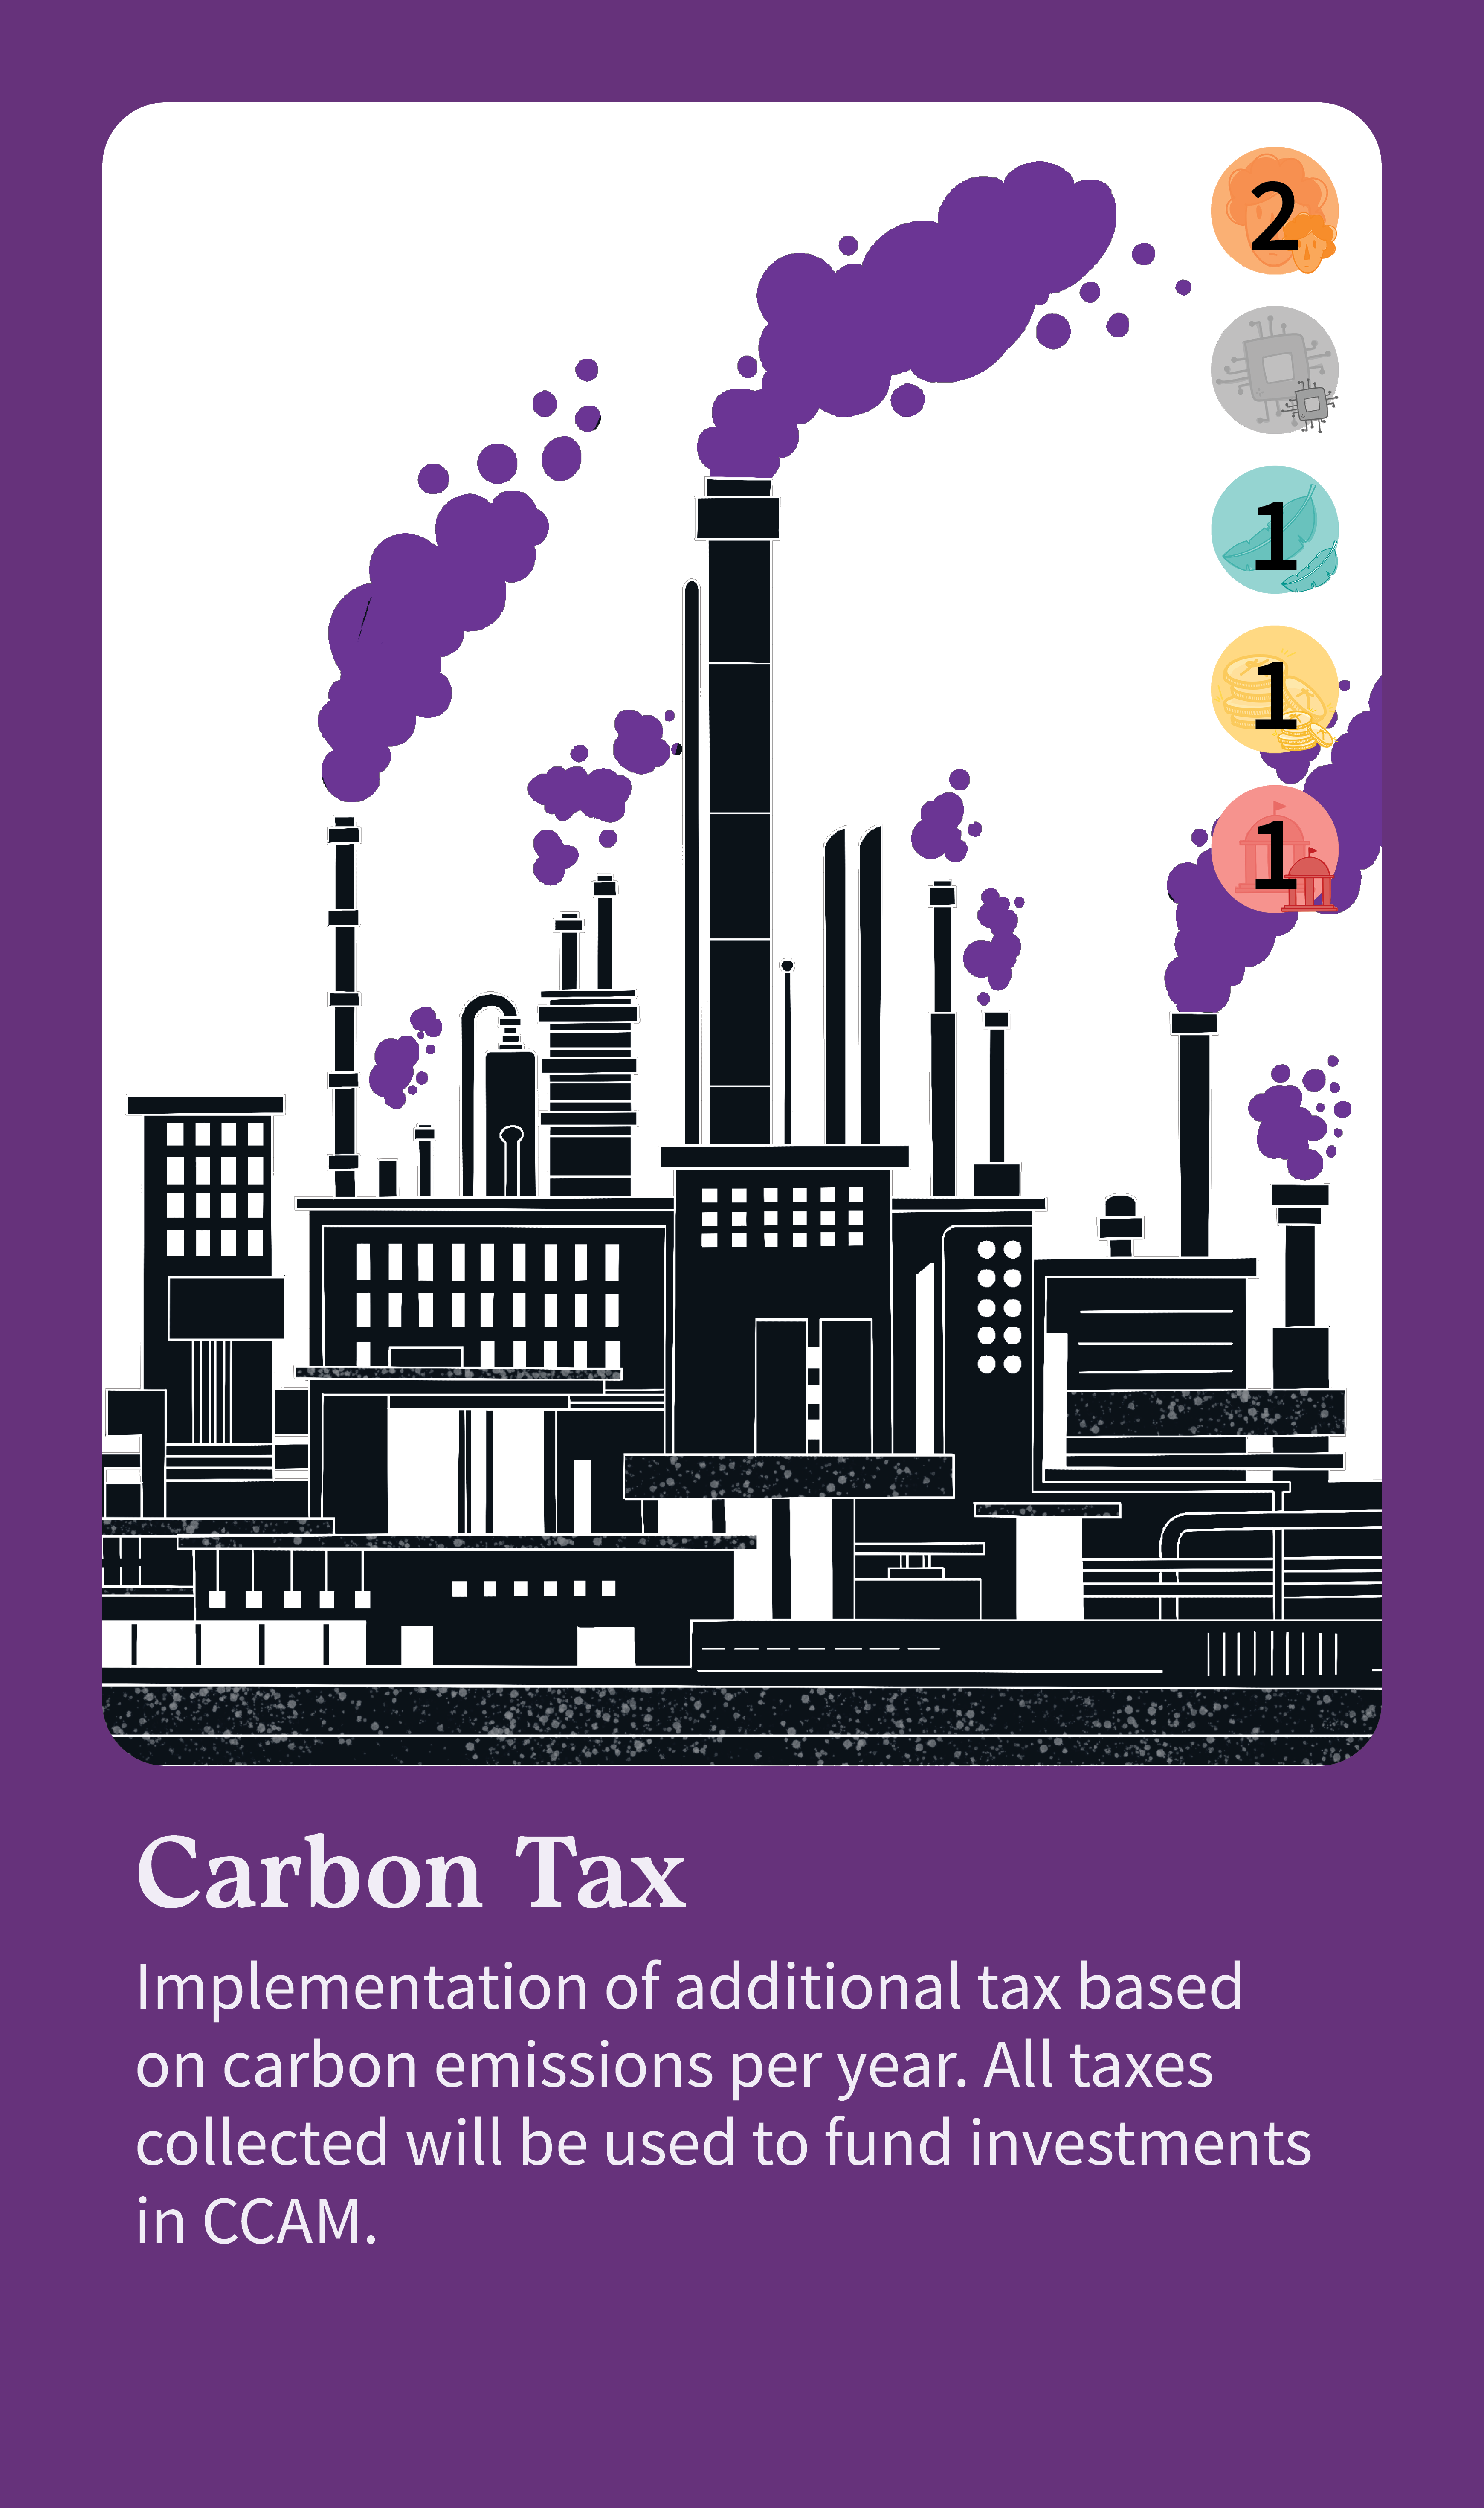 2
1
1
1
Carbon Tax
Implementation of additional tax based
on carbon emissions per year. All taxes
collected will be used to fund investments
in CCAM.